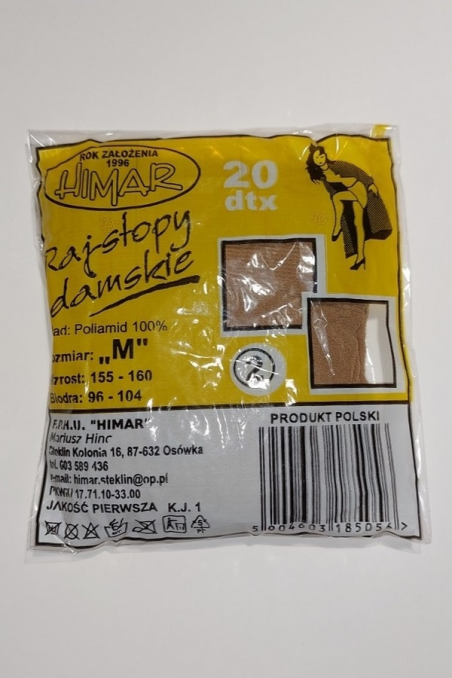 ROK ZAŁOŻENIA
1996
HIMAR
20
dtx
Rajstopy
damskie
Poliamid 100%
"M"
155 - 160
Biodra: 96 - 104
"HIMAR"
PRODUKT POLSKI
Mariusz Hinc
Kolonia 16, 87-632 Osówka
tel. 603 589 436
e-mail: himar.steklin@op.pl
17.71.10-33.00
JAKOŚĆ PIERWSZA K.J. 1